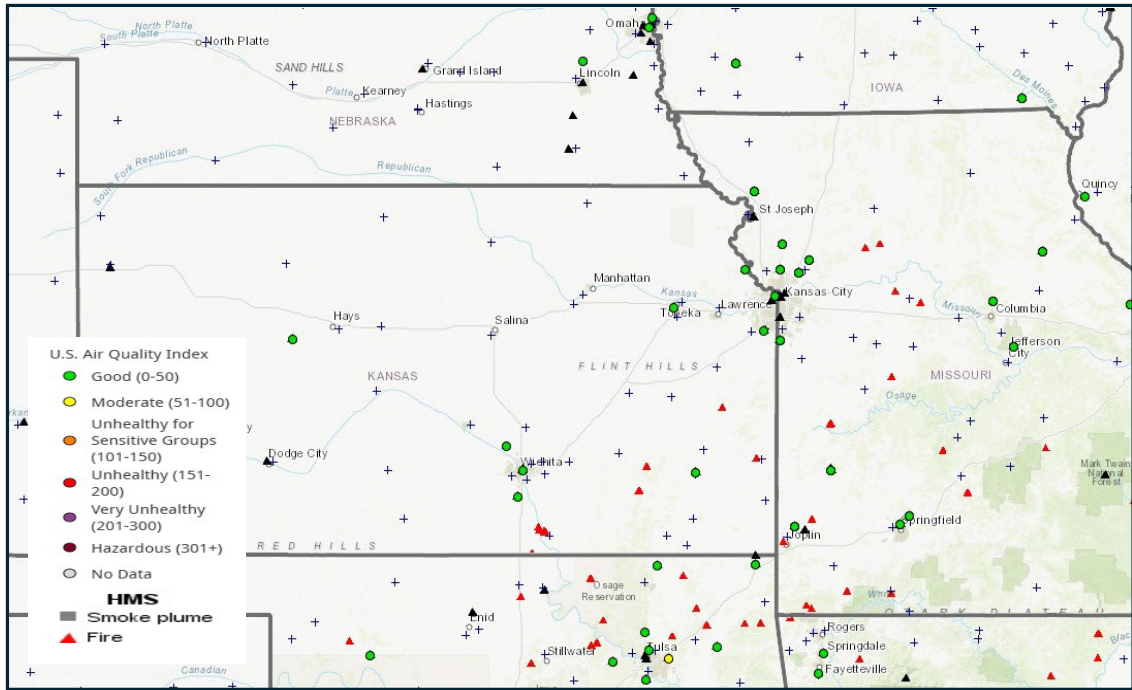 North Platte
South Platte
North Platte
Omaha
SAND HILLS
Grand Island
Lincoln
Platte
Kearney
IOWA
Des Moines
Hastings
NEBRASKA
South Fork Republican
Republican
Quincy
St Joseph
Manhattan
Kansas
Lawrence
Kansas City
Topeka
Missouri
Columbia
Hays
Salina
Jefferson
City
FLINT HILLS
KANSAS
MISSOURI
Osage
U.S. Air Quality Index
Good (0-50)
Moderate (51-100)
Unhealthy for
Sensitive Groups
(101-150)
Unhealthy (151-
200)
Very Unhealthy
(201-300)
Hazardous (301+)
No Data
HMS
Smoke plume
Fire
Dodge City
Wichita
Mark Twain
National
Forest
Springfield
Joplin
RED HILLS
Osage
Reservation
OZARK PLATEAU
Enid
Rogers
Stillwater
Tulsa
Springdale
Fayetteville
Canadian